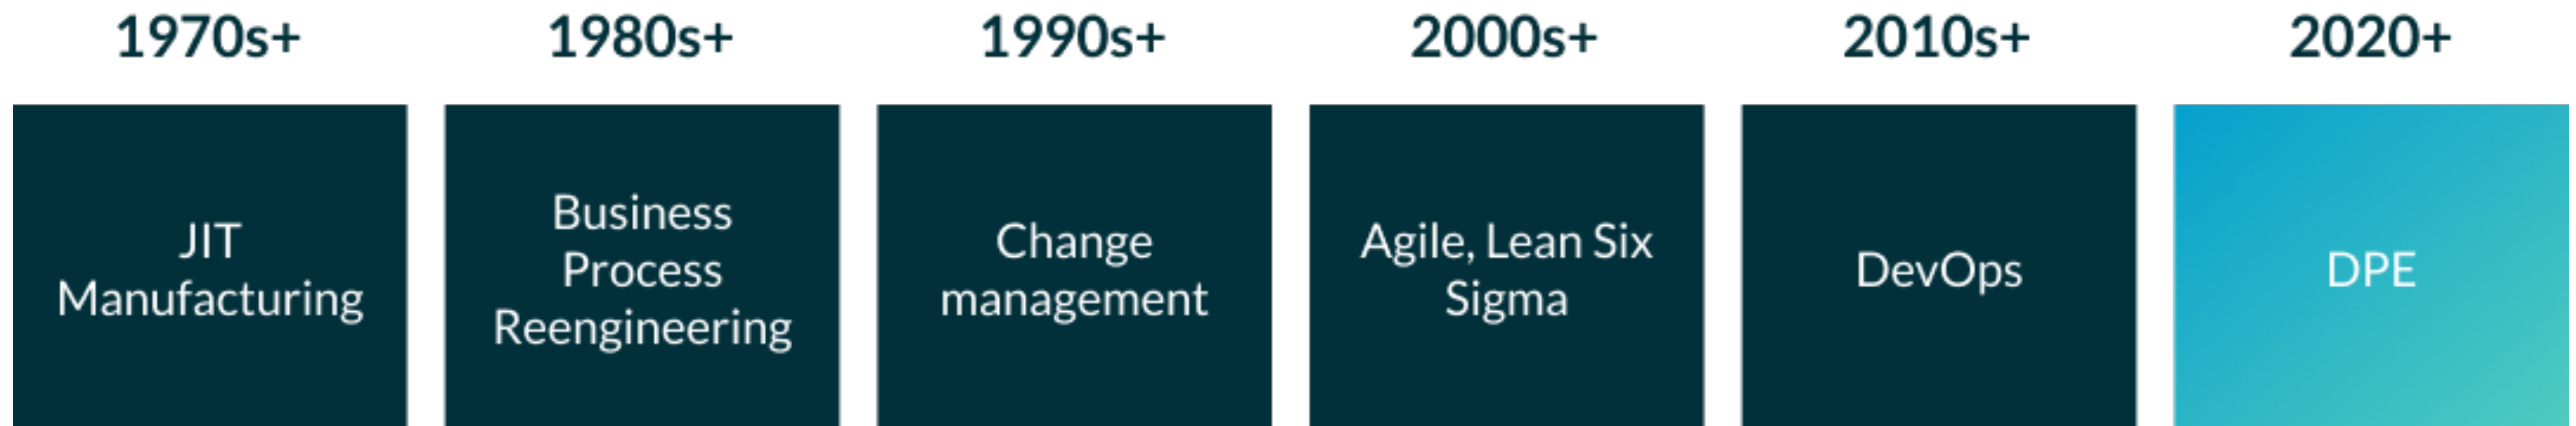 1970s+
1980s+
1990s+
2000s+
2010s+
2020+
JIT
Manufacturing
Business
Process
Reengineering
Change
management
Agile, Lean Six
Sigma
DevOps
DPE